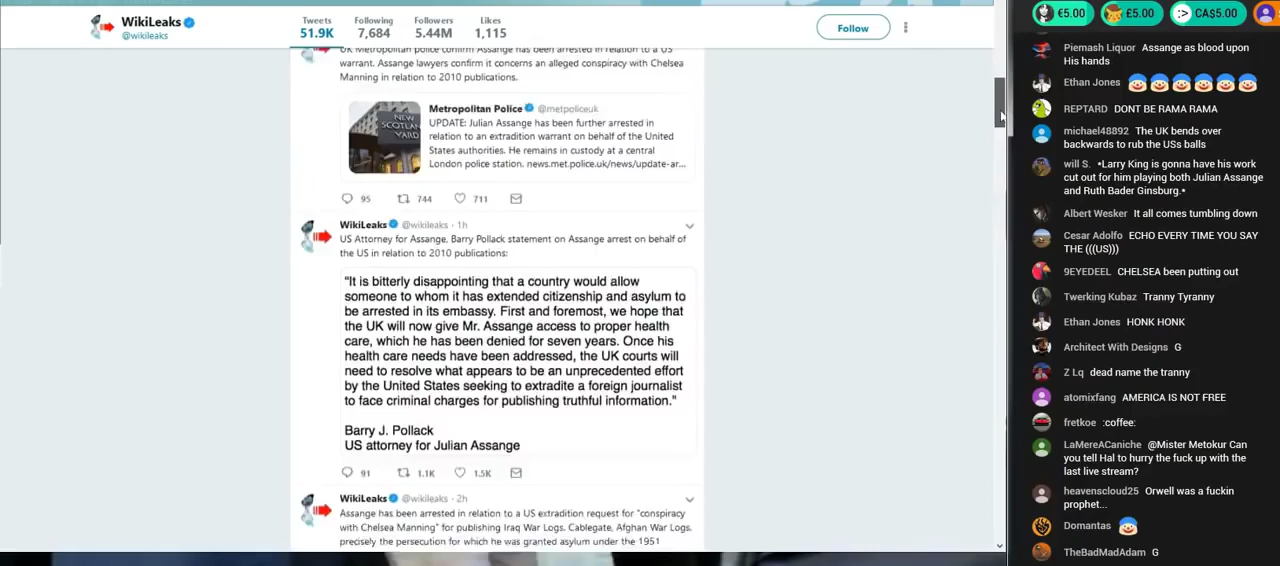 WikiLeaks
@wikileaks
Tweets
51.9K
Following
7,684
Followers
5.44M
Likes
1,115
Follow
UK Metropolitan police confirm Assange has been arrested in relation to a US
warrant. Assange lawyers confirm it concerns an alleged conspiracy with Chelsea
Manning in relation to 2010 publications.
NEW
SCOTLAN
YARD
Metropolitan Police @metpoliceuk
UPDATE: Julian Assange has been further arrested in
relation to an extradition warrant on behalf of the United
States authorities. He remains in custody at a central
London police station. news.met.police.uk/news/update-ar...
95 744 711
WikiLeaks @wikileaks · 1h
US Attorney for Assange, Barry Pollack statement on Assange arrest on behalf of
the US in relation to 2010 publications:
"It is bitterly disappointing that a country would allow
someone to whom it has extended citizenship and asylum to
be arrested in its embassy. First and foremost, we hope that
the UK will now give Mr. Assange access to proper health
care, which he has been denied for seven years. Once his
health care needs have been addressed, the UK courts will
need to resolve what appears to be an unprecedented effort
by the United States seeking to extradite a foreign journalist
to face criminal charges for publishing truthful information."
Barry J. Pollack
US attorney for Julian Assange
91 1.1K 1.5K
WikiLeaks @wikileaks · 2h
Assange has been arrested in relation to a US extradition request for "conspiracy
with Chelsea Manning" for publishing Iraq War Logs, Cablegate, Afghan War Logs,
precisely the persecution for which he was granted asylum under the 1951
€5.00 £5.00 CA$5.00
Piemash Liquor Assange as blood upon
His hands
Ethan Jones
REPTARD DONT BE RAMA RAMA
michael48892 The UK bends over
backwards to rub the USs balls
will S. *Larry King is gonna have his work
cut out for him playing both Julian Assange
and Ruth Bader Ginsburg.*
Albert Wesker It all comes tumbling down
Cesar Adolfo ECHO EVERY TIME YOU SAY
THE (((US)))
9EYEDEEL CHELSEA been putting out
Twerking Kubaz Tranny Tyranny
Ethan Jones HONK HONK
Architect With Designs G
Z Lq dead name the tranny
atomixfang AMERICA IS NOT FREE
fretkoe :coffee:
LaMereACaniche @Mister Metokur Can
you tell Hal to hurry the fuck up with the
last live stream?
heavenscloud25 Orwell was a fuckin
prophet...
Domantas
TheBadMadAdam G